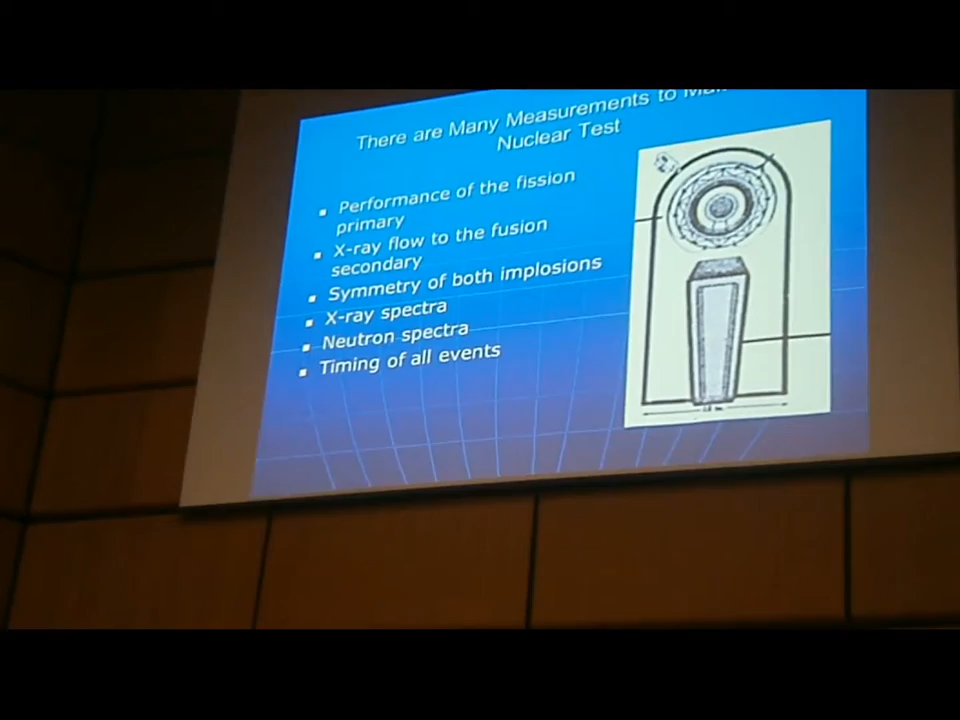 There are Many Measurements to
Nuclear Test
▪ Performance of the fission
primary
▪ X-ray flow to the fusion
secondary
▪ Symmetry of both implosions
▪ X-ray spectra
▪ Neutron spectra
▪ Timing of all events